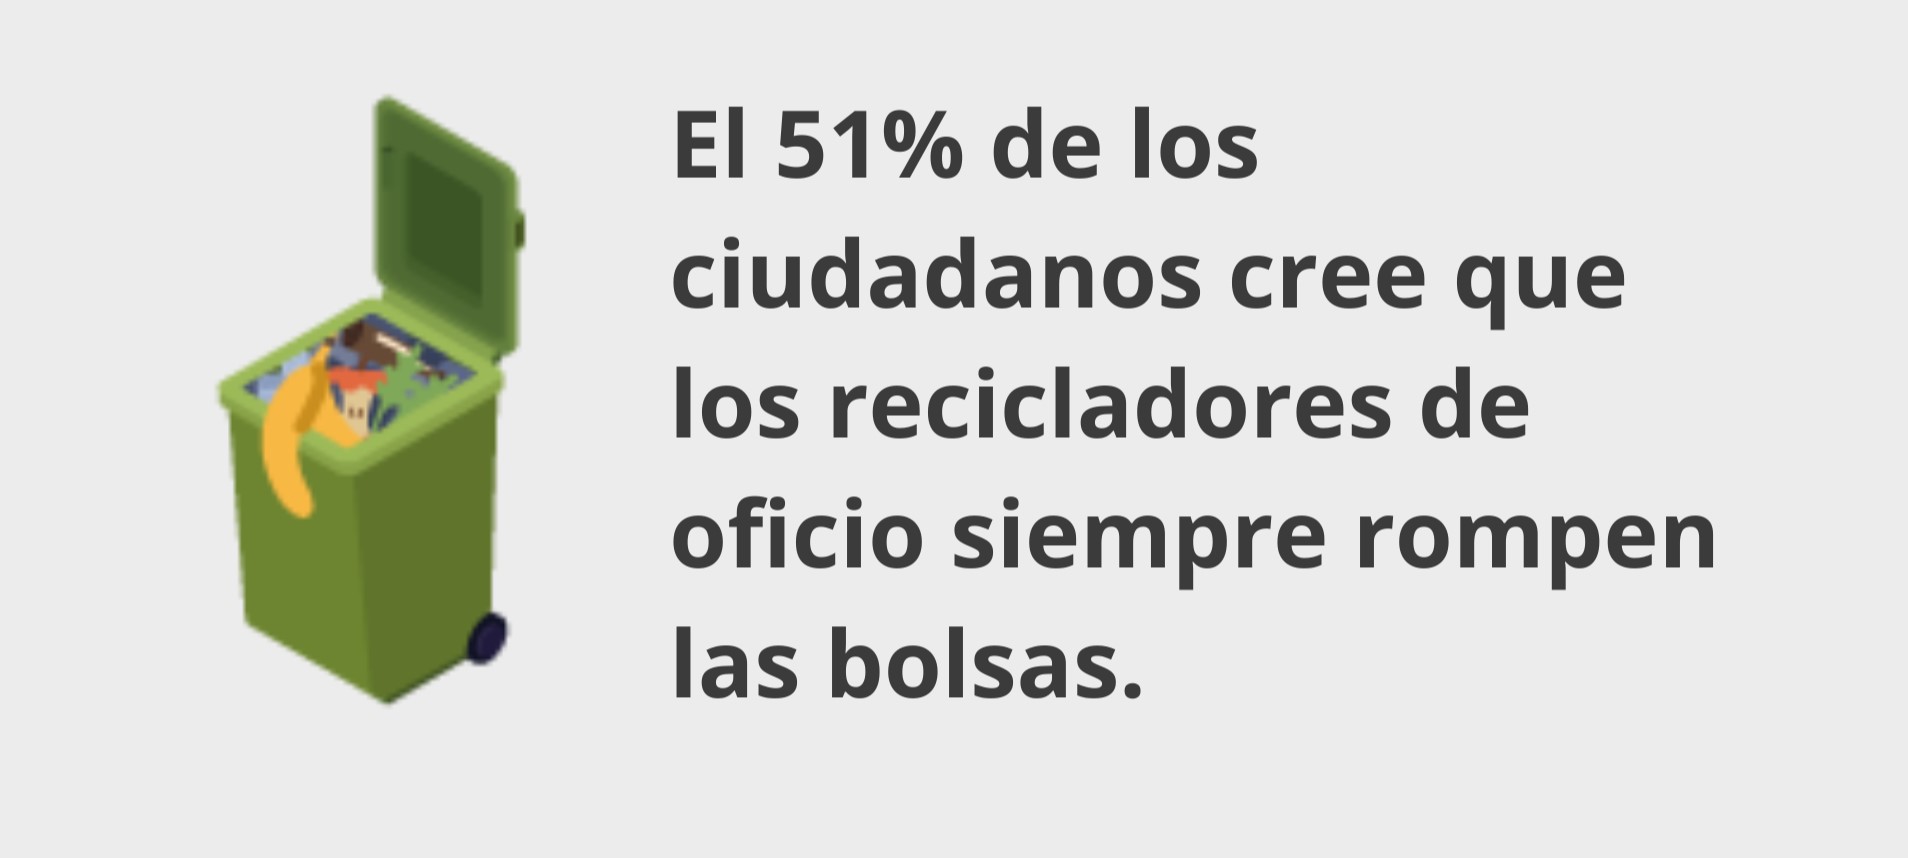 El 51% de los
ciudadanos cree que
los recicladores de
oficio siempre rompen
las bolsas.